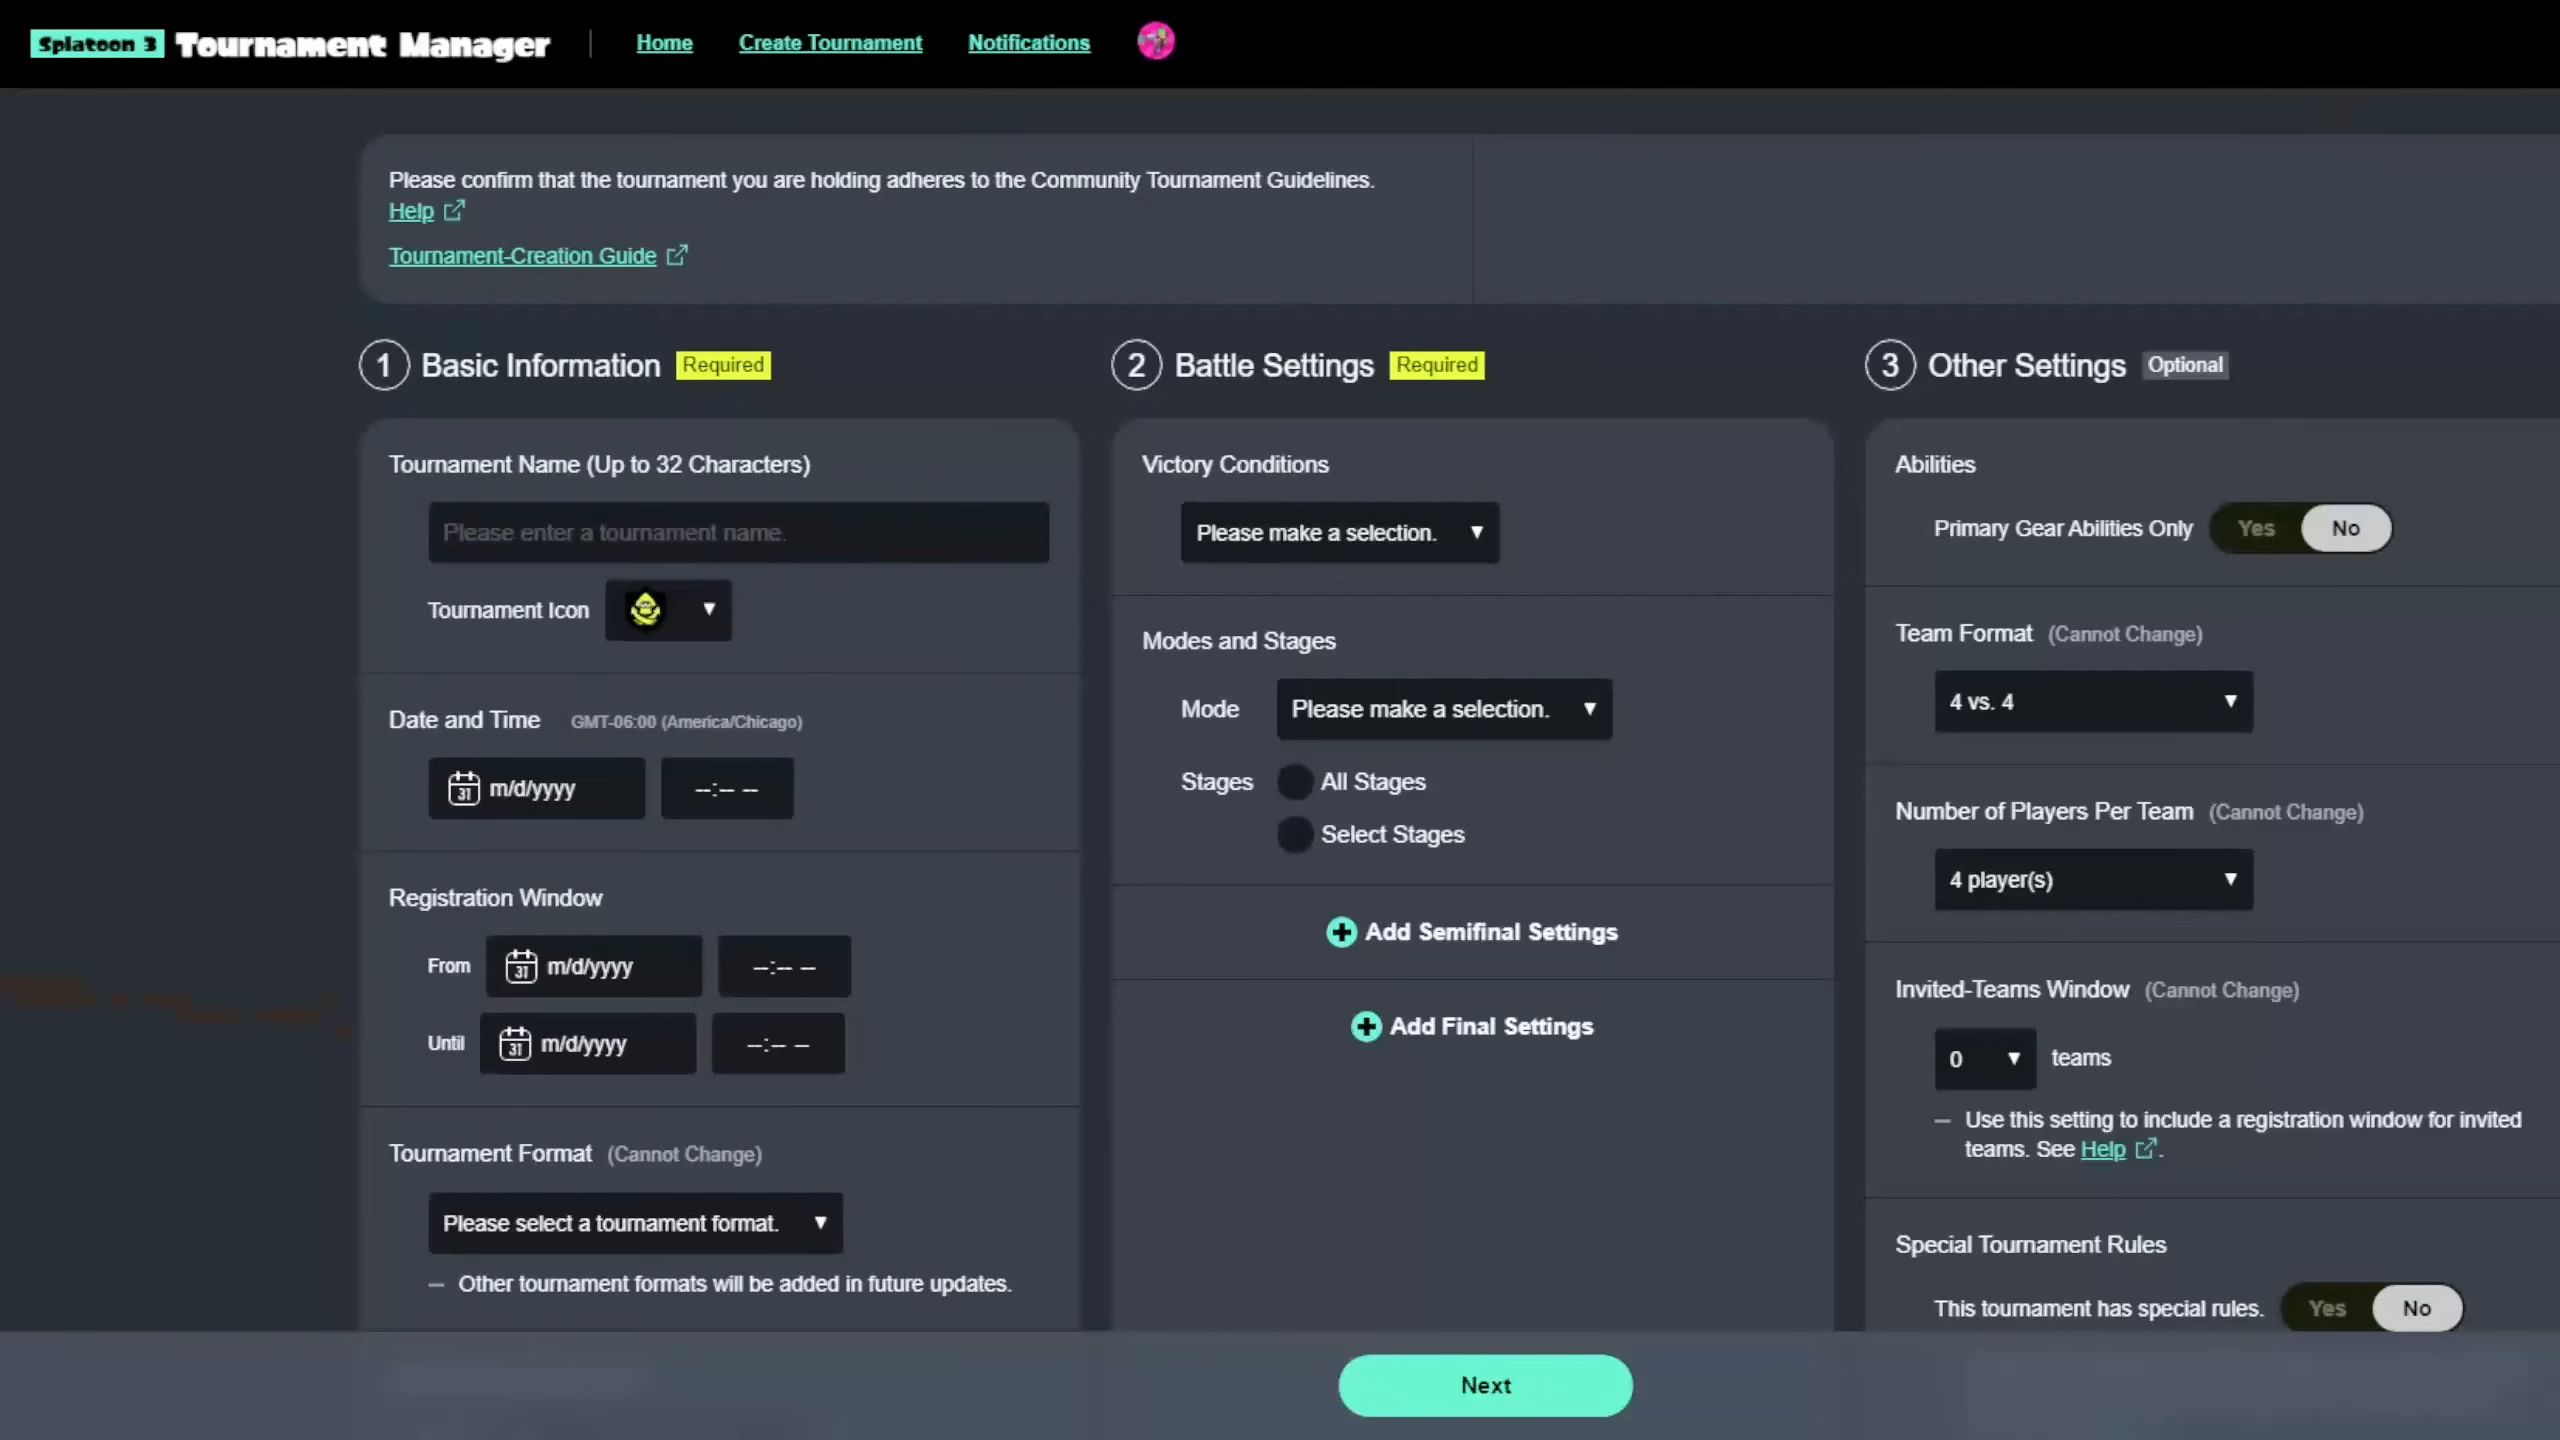 Splatoon 3 Tournament Manager
Home
Create Tournament
Notifications
Please confirm that the tournament you are holding adheres to the Community Tournament Guidelines.
Help
Tournament-Creation Guide
1 Basic Information Required
Tournament Name (Up to 32 Characters)
Please enter a tournament name.
Tournament Icon
Date and Time GMT-06:00 (America/Chicago)
31 m/d/yyyy --:-- --
Registration Window
From 31 m/d/yyyy --:-- --
Until 31 m/d/yyyy --:-- --
Tournament Format (Cannot Change)
Please select a tournament format.
— Other tournament formats will be added in future updates.
2 Battle Settings Required
Victory Conditions
Please make a selection.
Modes and Stages
Mode Please make a selection.
Stages All Stages
Select Stages
Add Semifinal Settings
Add Final Settings
3 Other Settings Optional
Abilities
Primary Gear Abilities Only Yes No
Team Format (Cannot Change)
4 vs. 4
Number of Players Per Team (Cannot Change)
4 player(s)
Invited-Teams Window (Cannot Change)
0 teams
— Use this setting to include a registration window for invited
teams. See Help .
Special Tournament Rules
This tournament has special rules. Yes No
Next